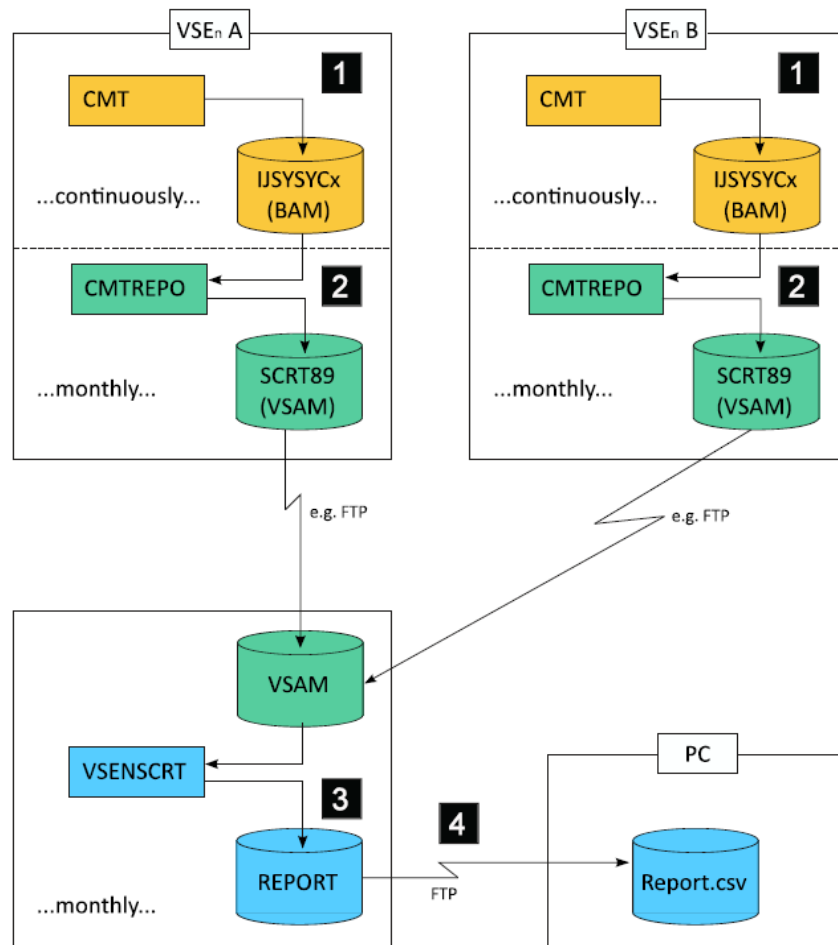 VSEn A
1
CMT
IJSYSYCx
(BAM)
...continuously...
CMTREPO
2
SCRT89
(VSAM)
...monthly...
e.g. FTP
VSEn B
1
CMT
IJSYSYCx
(BAM)
...continuously...
CMTREPO
2
SCRT89
(VSAM)
...monthly...
e.g. FTP
VSAM
VSENSCRT
3
REPORT
...monthly...
4
FTP
PC
Report.csv